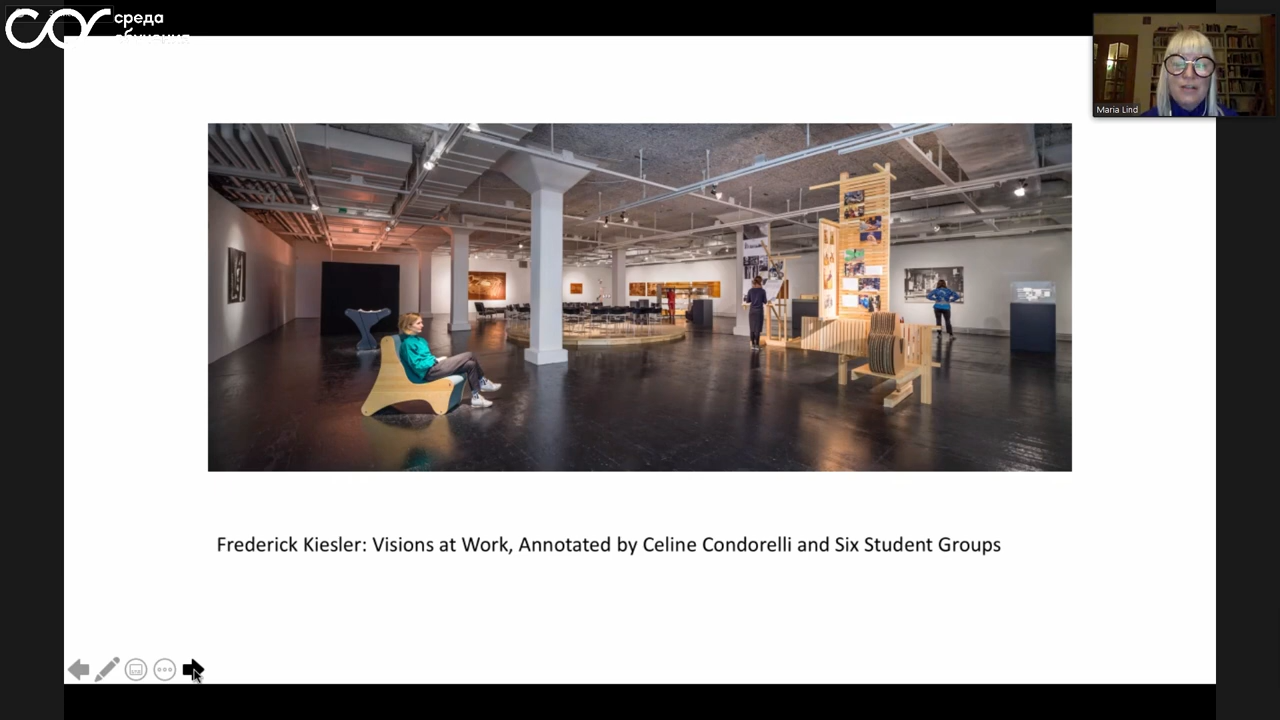 среда
обучения
Maria Lind
Frederick Kiesler: Visions at Work, Annotated by Celine Condorelli and Six Student Groups